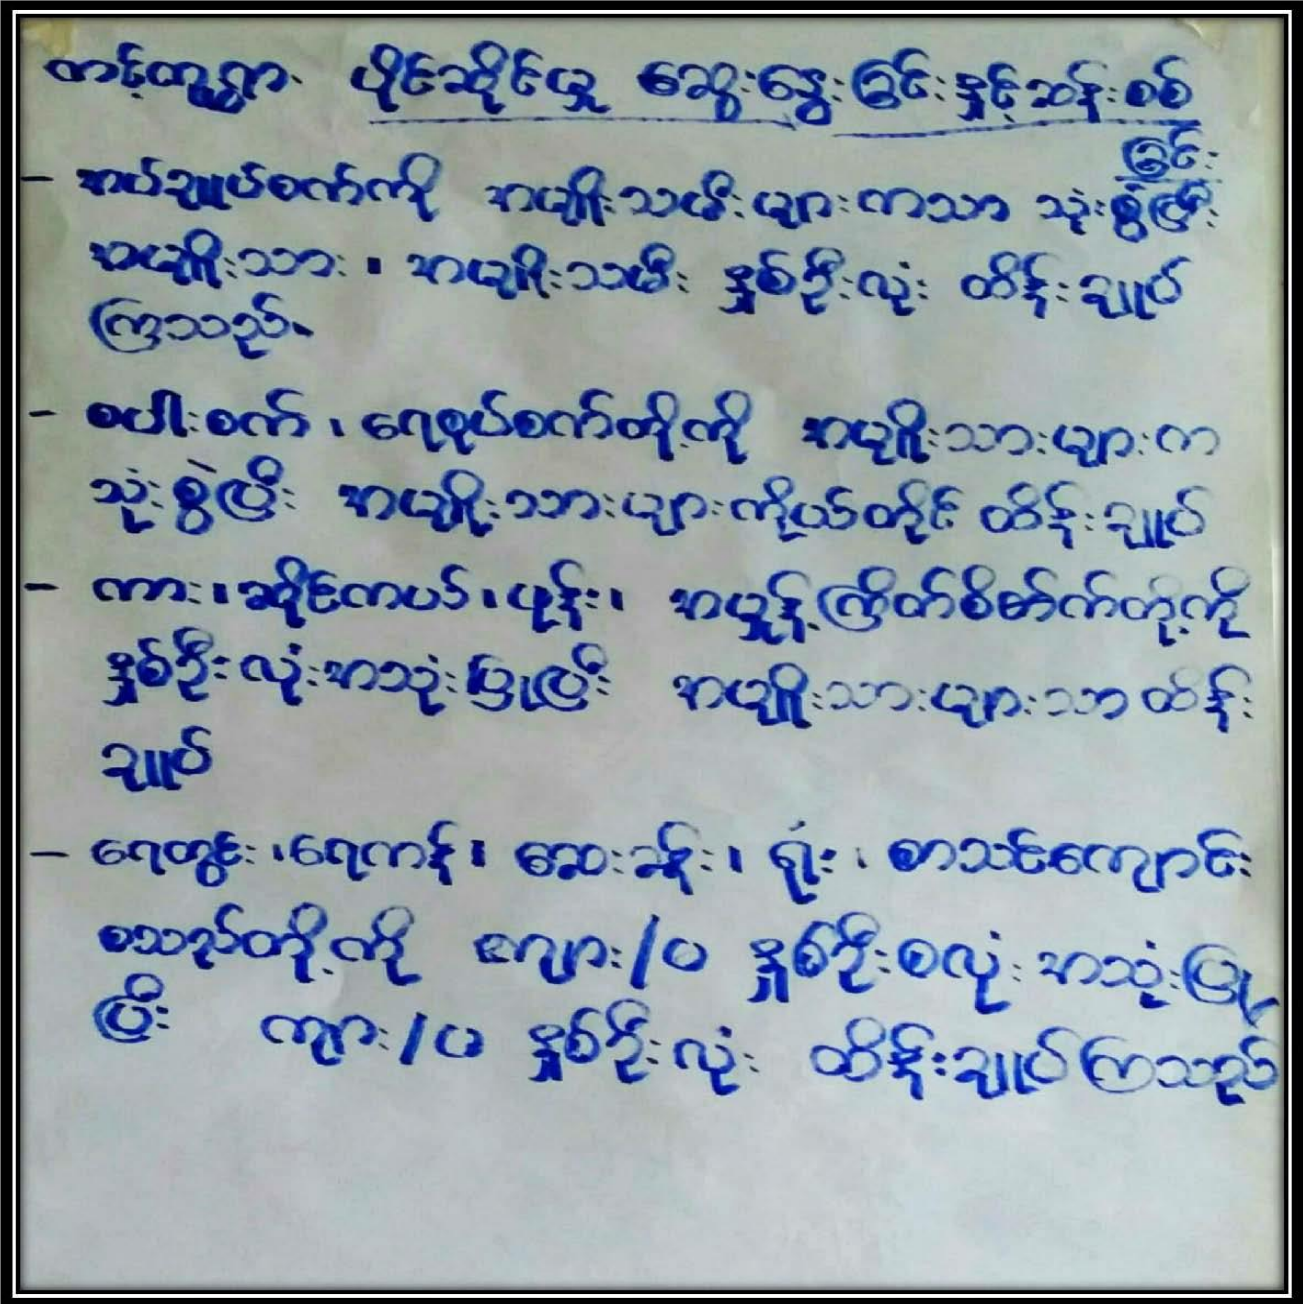 တင့်တူရွာ ပိုင်ဆိုင်မှု ဆွေးနွေးခြင်းနှင့်ဆန်းစစ်
ခြင်း
- အပ်ချုပ်စက်ကို အမျိုးသမီးများကသာ သုံးစွဲပြီး
အမျိုးသား၊ အမျိုးသမီး နှစ်ဦးလုံး ထိန်းချုပ်
ကြသည်။
- စပါးစက်၊ ရေစုပ်စက်တို့ကို အမျိုးသားများက
သုံးစွဲပြီး အမျိုးသားများကိုယ်တိုင် ထိန်းချုပ်
- ကား၊ ဆိုင်ကယ်၊ ဖုန်း၊ အမှုန့်ကြိတ်စက်တို့ကို
နှစ်ဦးလုံးအသုံးပြုပြီး အမျိုးသားများသာ ထိန်း
ချုပ်
- ရေတွင်း၊ ရေကန်၊ ဆေးခန်း၊ ရုံး၊ စာသင်ကျောင်း
စသည်တို့ကို ကျား/မ နှစ်ဦးစလုံး အသုံးပြု
ပြီး ကျား/မ နှစ်ဦးလုံး ထိန်းချုပ်ကြသည်